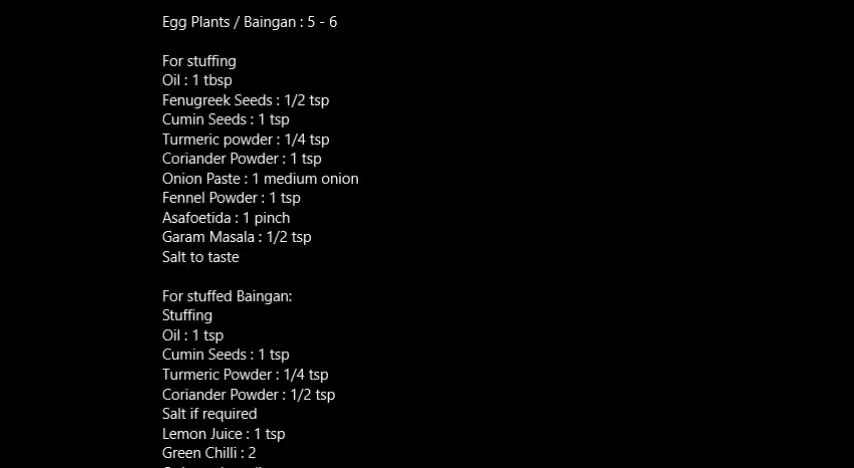 Egg Plants / Baingan : 5 - 6
For stuffing
Oil : 1 tbsp
Fenugreek Seeds : 1/2 tsp
Cumin Seeds : 1 tsp
Turmeric powder : 1/4 tsp
Coriander Powder : 1 tsp
Onion Paste : 1 medium onion
Fennel Powder : 1 tsp
Asafoetida : 1 pinch
Garam Masala : 1/2 tsp
Salt to taste
For stuffed Baingan:
Stuffing
Oil : 1 tsp
Cumin Seeds : 1 tsp
Turmeric Powder : 1/4 tsp
Coriander Powder : 1/2 tsp
Salt if required
Lemon Juice : 1 tsp
Green Chilli : 2